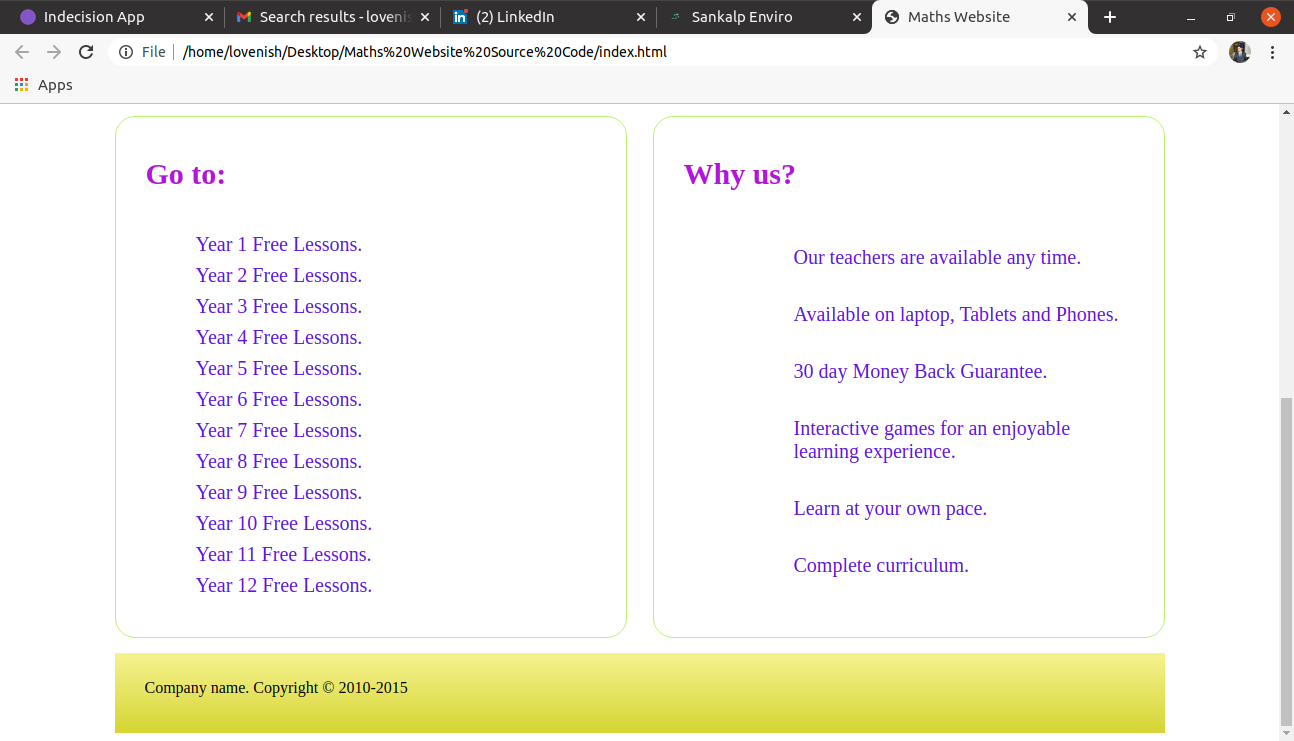 Indecision App
Search results - lovenis
(2) LinkedIn
Sankalp Enviro
Maths Website
File
/home/lovenish/Desktop/Maths%20Website%20Source%20Code/index.html
Apps
Go to:
Year 1 Free Lessons.
Year 2 Free Lessons.
Year 3 Free Lessons.
Year 4 Free Lessons.
Year 5 Free Lessons.
Year 6 Free Lessons.
Year 7 Free Lessons.
Year 8 Free Lessons.
Year 9 Free Lessons.
Year 10 Free Lessons.
Year 11 Free Lessons.
Year 12 Free Lessons.
Why us?
Our teachers are available any time.
Available on laptop, Tablets and Phones.
30 day Money Back Guarantee.
Interactive games for an enjoyable
learning experience.
Learn at your own pace.
Complete curriculum.
Company name. Copyright © 2010-2015